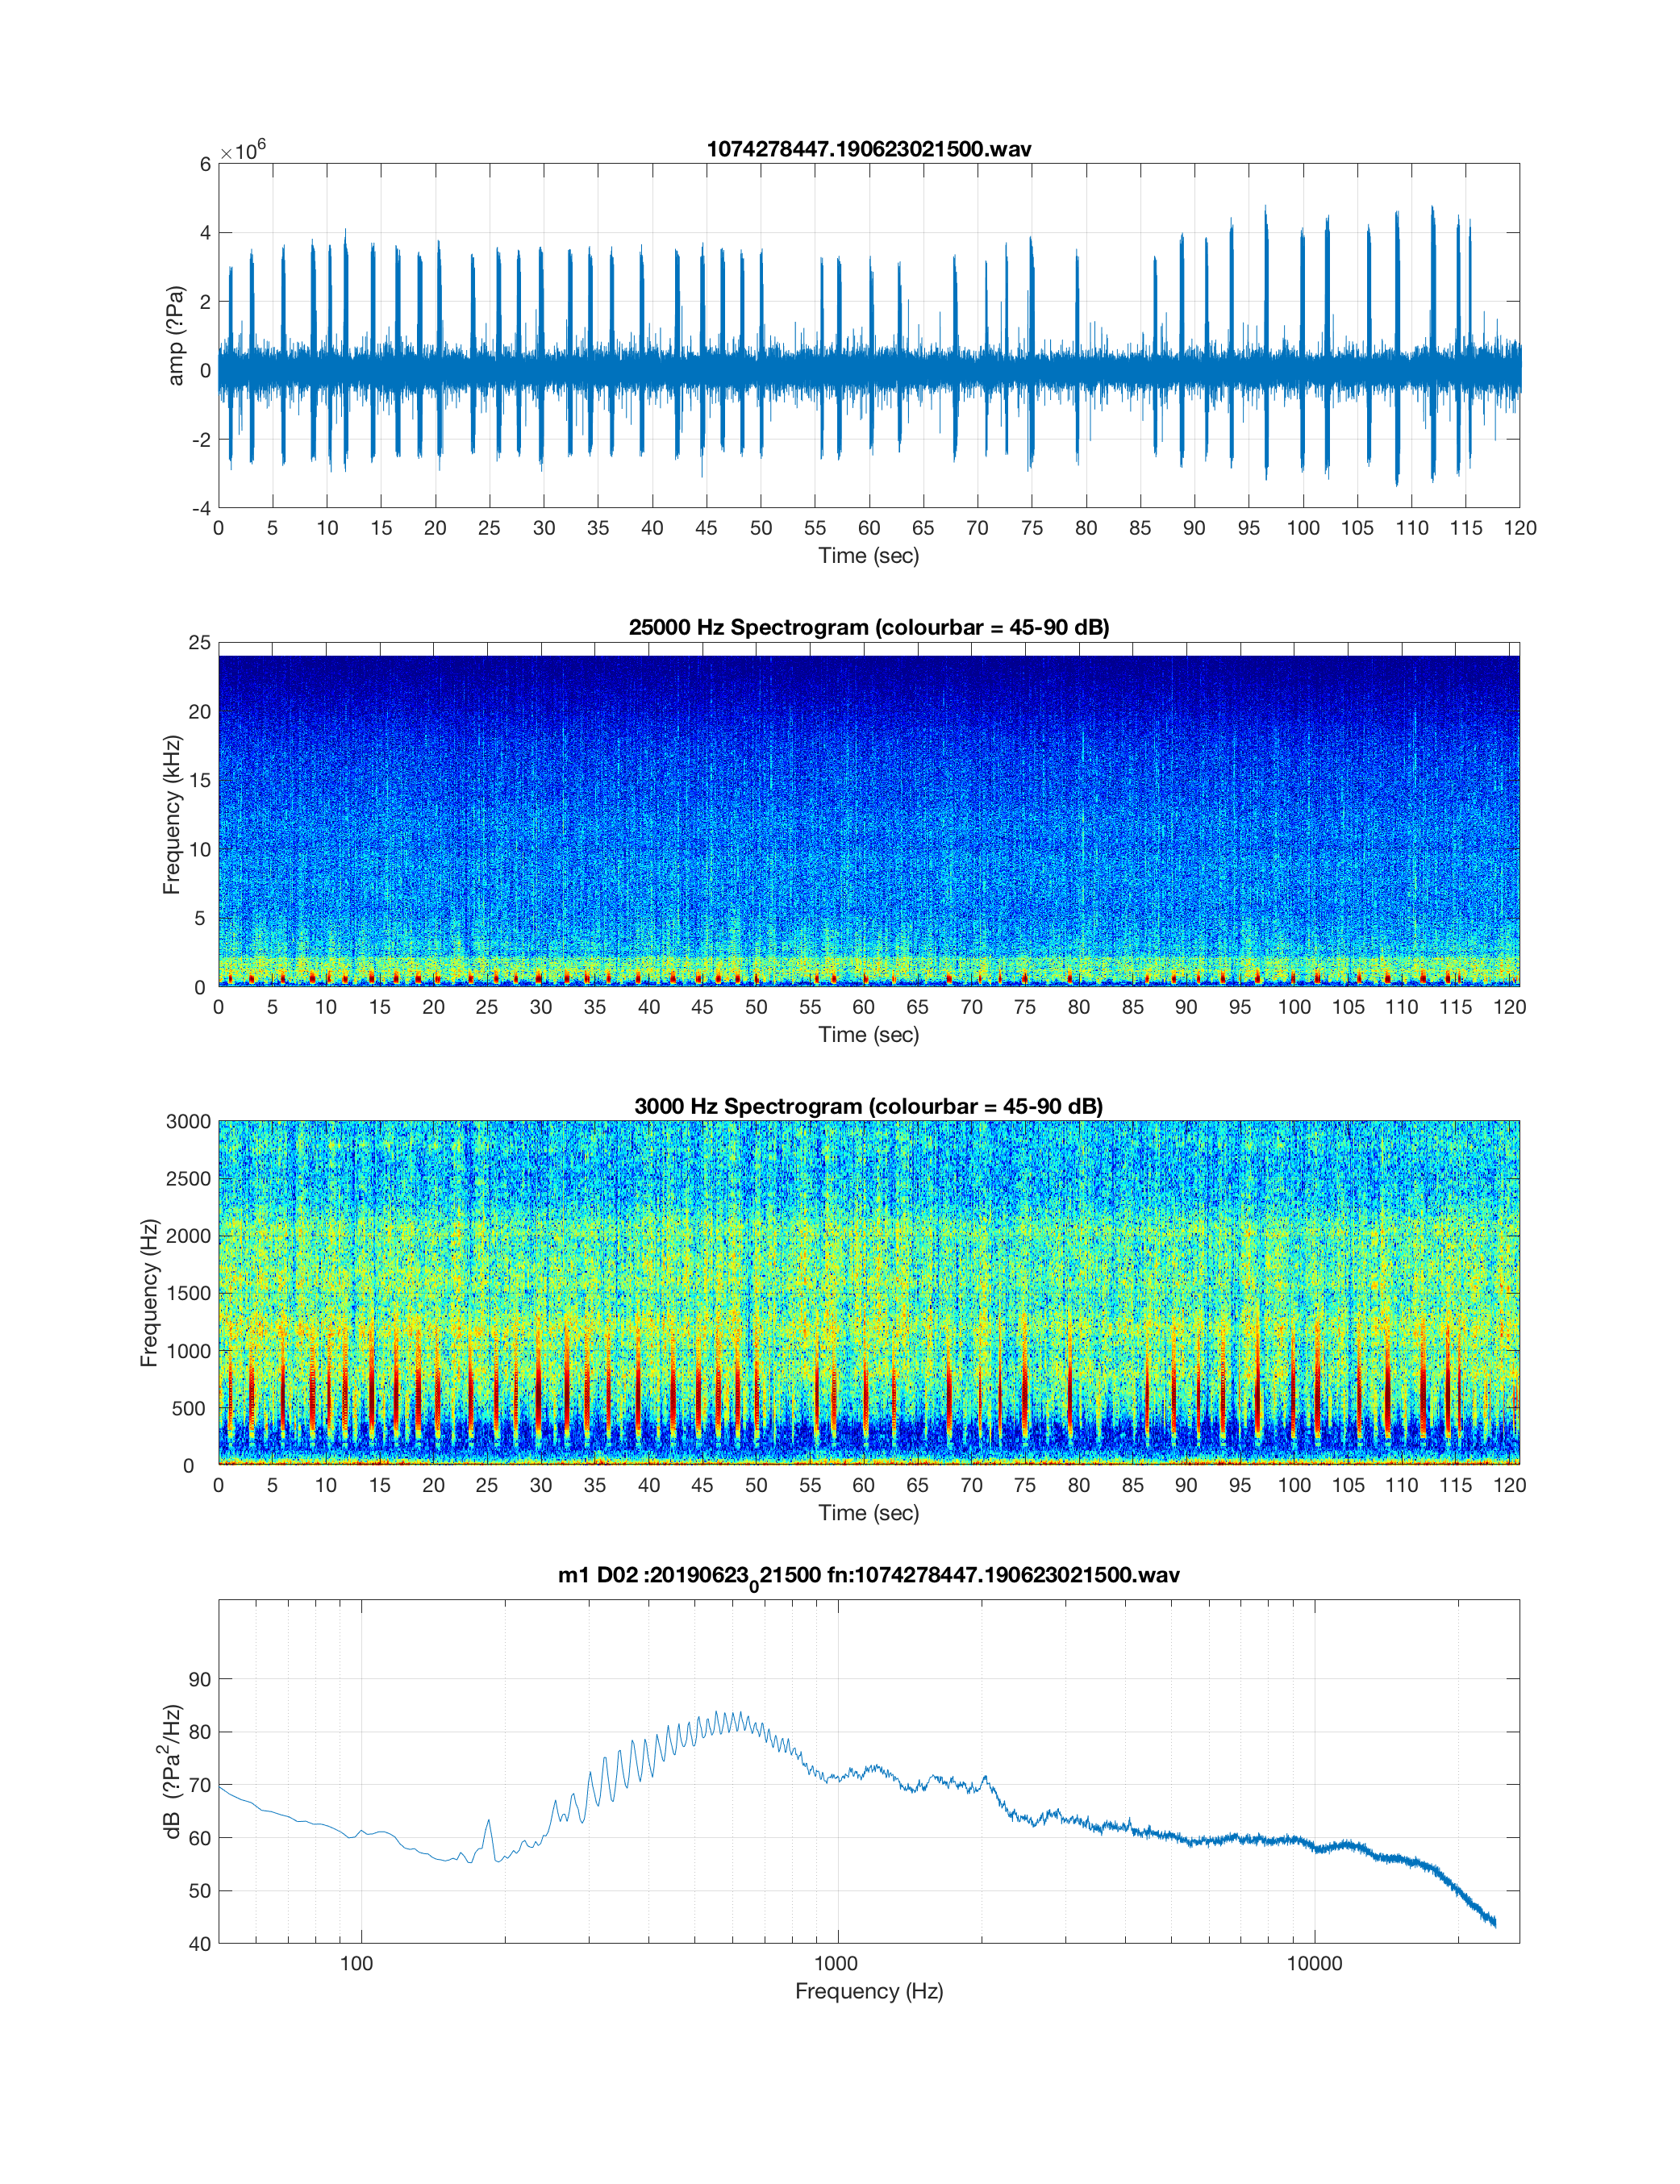 1074278447.190623021500.wav
×10^6
6
4
2
0
-2
-4
amp (?Pa)
0 5 10 15 20 25 30 35 40 45 50 55 60 65 70 75 80 85 90 95 100 105 110 115 120
Time (sec)
25000 Hz Spectrogram (colourbar = 45-90 dB)
25
20
15
10
5
0
Frequency (kHz)
0 5 10 15 20 25 30 35 40 45 50 55 60 65 70 75 80 85 90 95 100 105 110 115 120
Time (sec)
3000 Hz Spectrogram (colourbar = 45-90 dB)
3000
2500
2000
1500
1000
500
0
Frequency (Hz)
0 5 10 15 20 25 30 35 40 45 50 55 60 65 70 75 80 85 90 95 100 105 110 115 120
Time (sec)
m1 D02 :20190623_021500 fn:1074278447.190623021500.wav
90
80
70
60
50
40
dB (?Pa^2/Hz)
100 1000 10000
Frequency (Hz)